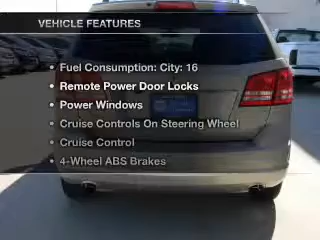 VEHICLE FEATURES
• Fuel Consumption: City: 16
• Remote Power Door Locks
• Power Windows
• Cruise Controls On Steering Wheel
• Cruise Control
• 4-Wheel ABS Brakes